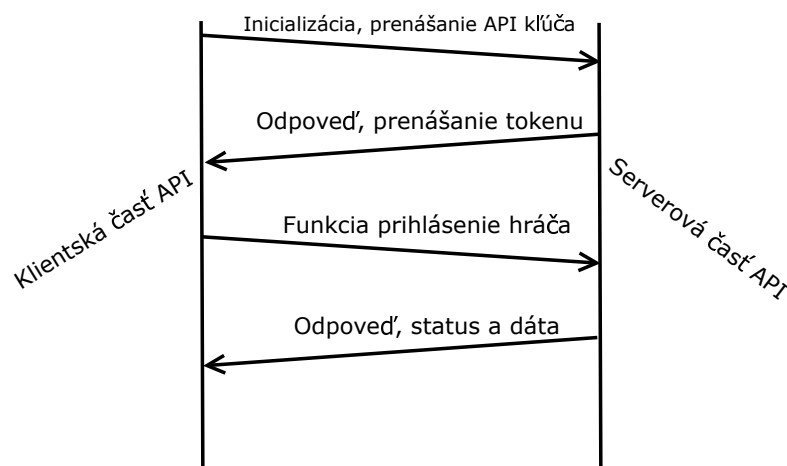 Inicializácia, prenášanie API kľúča
Odpoveď, prenášanie tokenu
Klientská časť API
Serverová časť API
Funkcia prihlásenie hráča
Odpoveď, status a dáta